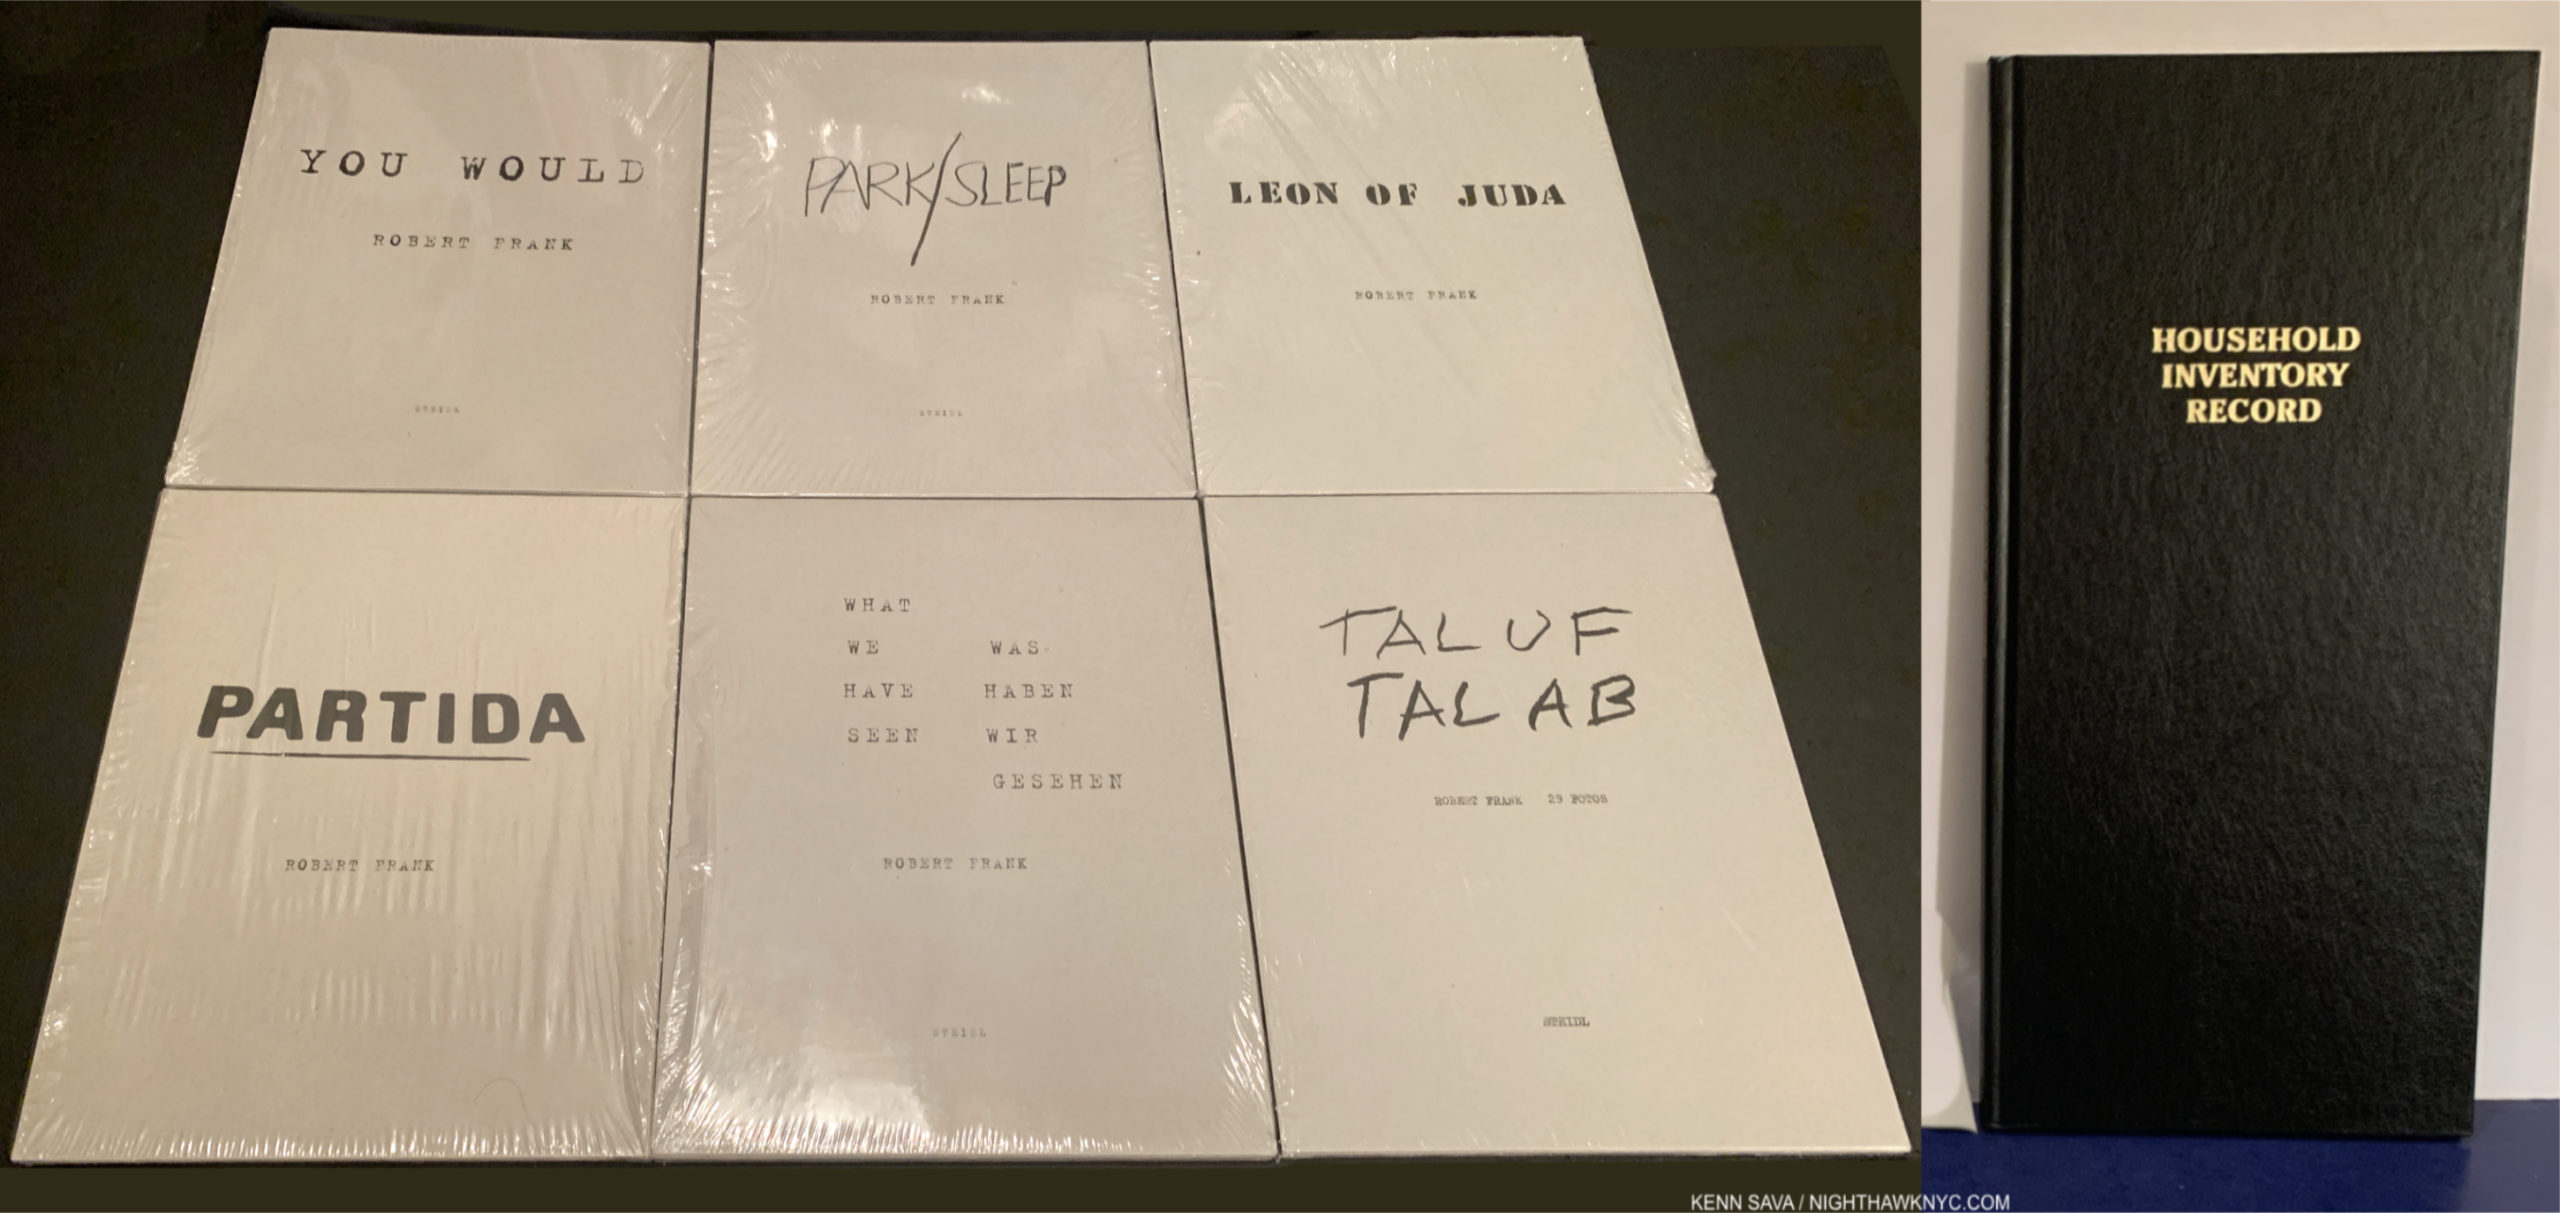 YOU WOULD
ROBERT FRANK
STEIDL
PARK/SLEEP
ROBERT FRANK
STEIDL
LEON OF JUDA
ROBERT FRANK
PARTIDA
ROBERT FRANK
WHAT
WE WAS
HAVE HABEN
SEEN WIR
GESEHEN
ROBERT FRANK
STEIDL
TAL UF
TAL AB
ROBERT FRANK 29 FOTOS
STEIDL
HOUSEHOLD
INVENTORY
RECORD
KENN SAVA / NIGHTHAWKNYC.COM